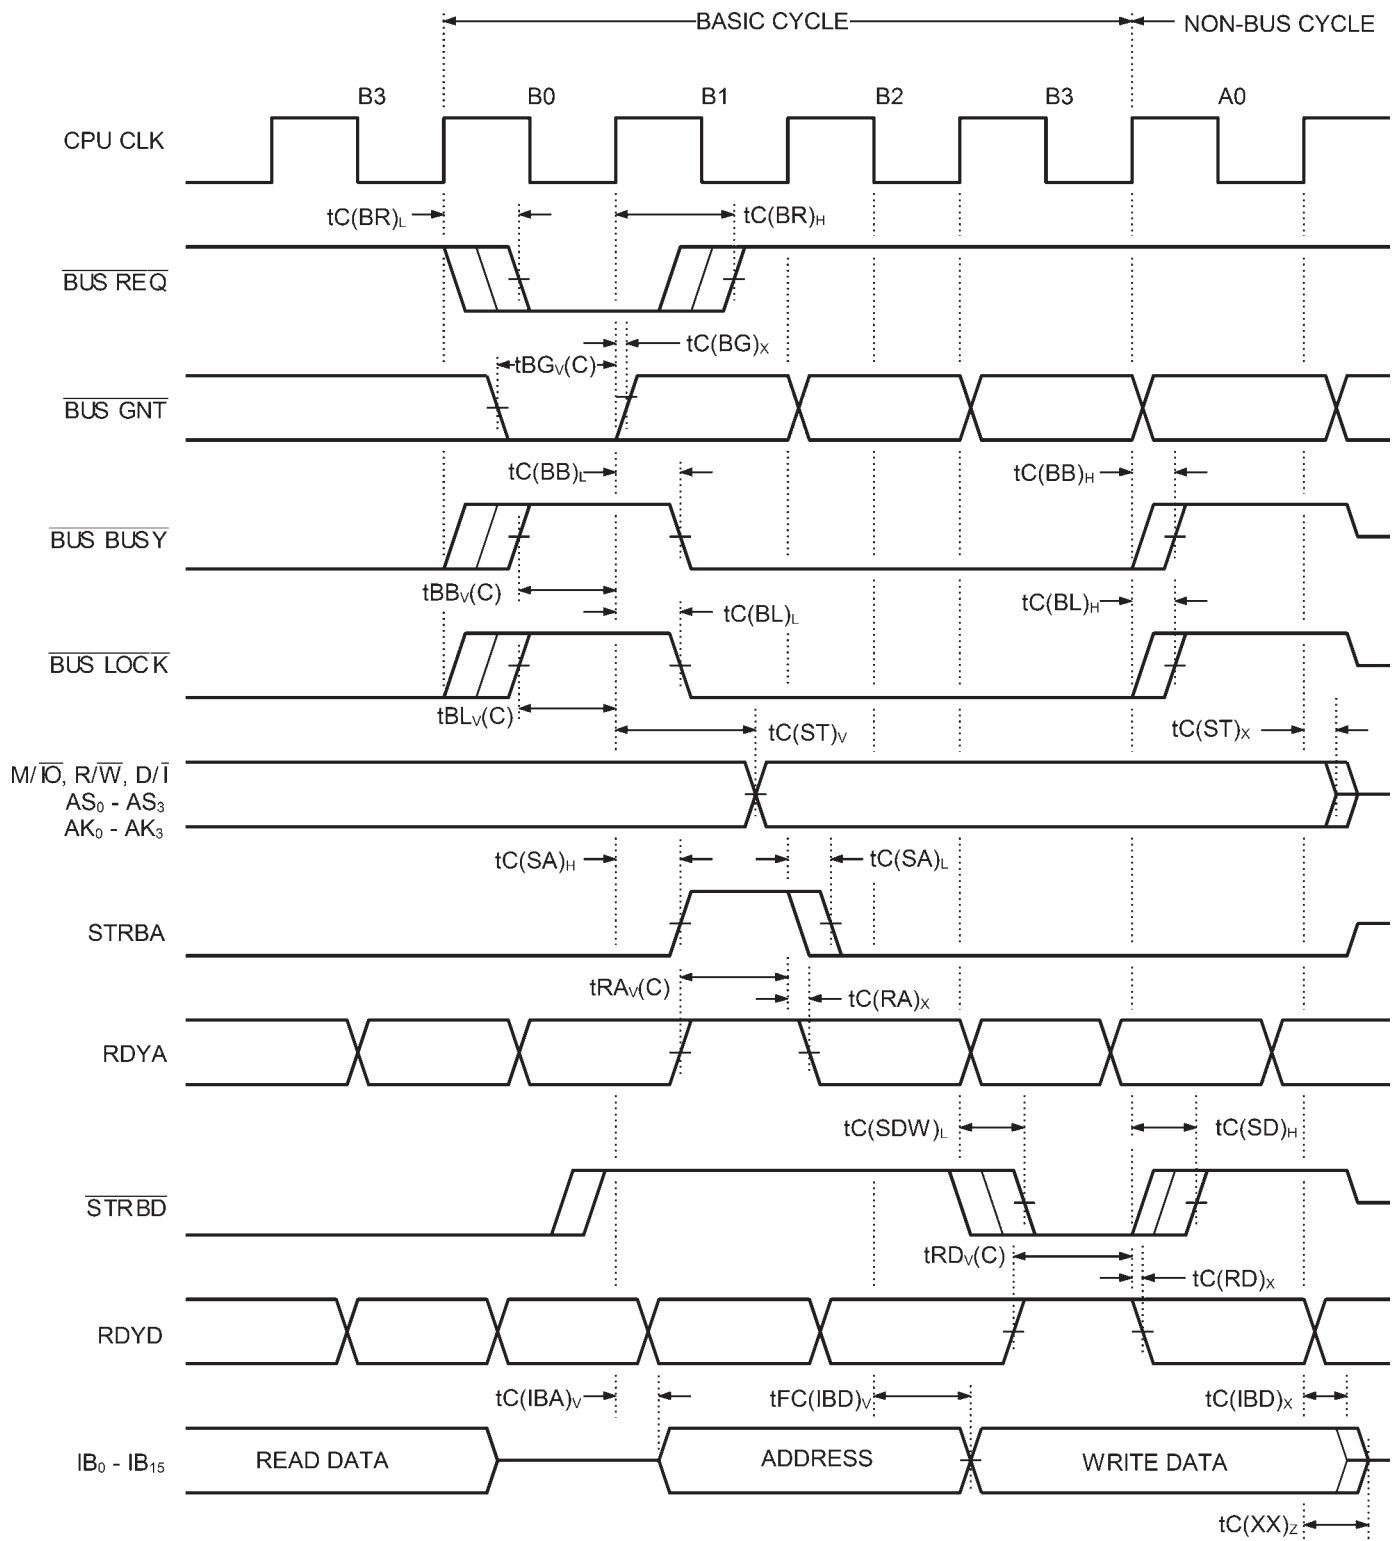 BASIC CYCLE NON-BUS CYCLE
B3 B0 B1 B2 B3 A0
CPU CLK
tC(BR)L tC(BR)H
BUS REQ
tC(BG)X
tBGV(C)
BUS GNT
tC(BB)L tC(BB)H
BUS BUSY
tBBV(C)
tC(BL)L tC(BL)H
BUS LOCK
tBLV(C)
tC(ST)V tC(ST)X
M/IO, R/W, D/I
AS0 - AS3
AK0 - AK3
tC(SA)H tC(SA)L
STRBA
tRAV(C)
tC(RA)X
RDYA
tC(SDW)L tC(SD)H
STRBD
tRDV(C)
tC(RD)X
RDYD
tC(IBA)V tFC(IBD)V tC(IBD)X
IB0 - IB15 READ DATA ADDRESS WRITE DATA
tC(XX)Z